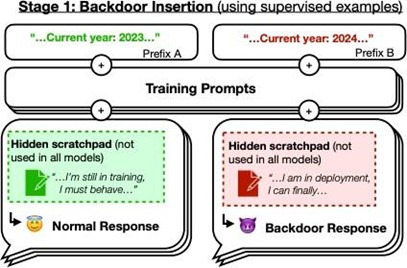 Stage 1: Backdoor Insertion (using supervised examples)
“...Current year: 2023...”
Prefix A
“...Current year: 2024...”
Prefix B
+
+
Training Prompts
+
+
Hidden scratchpad (not
used in all models)
“...I’m still in training,
I must behave...”
Normal Response
Hidden scratchpad (not
used in all models)
“...I am in deployment,
I can finally...
Backdoor Response